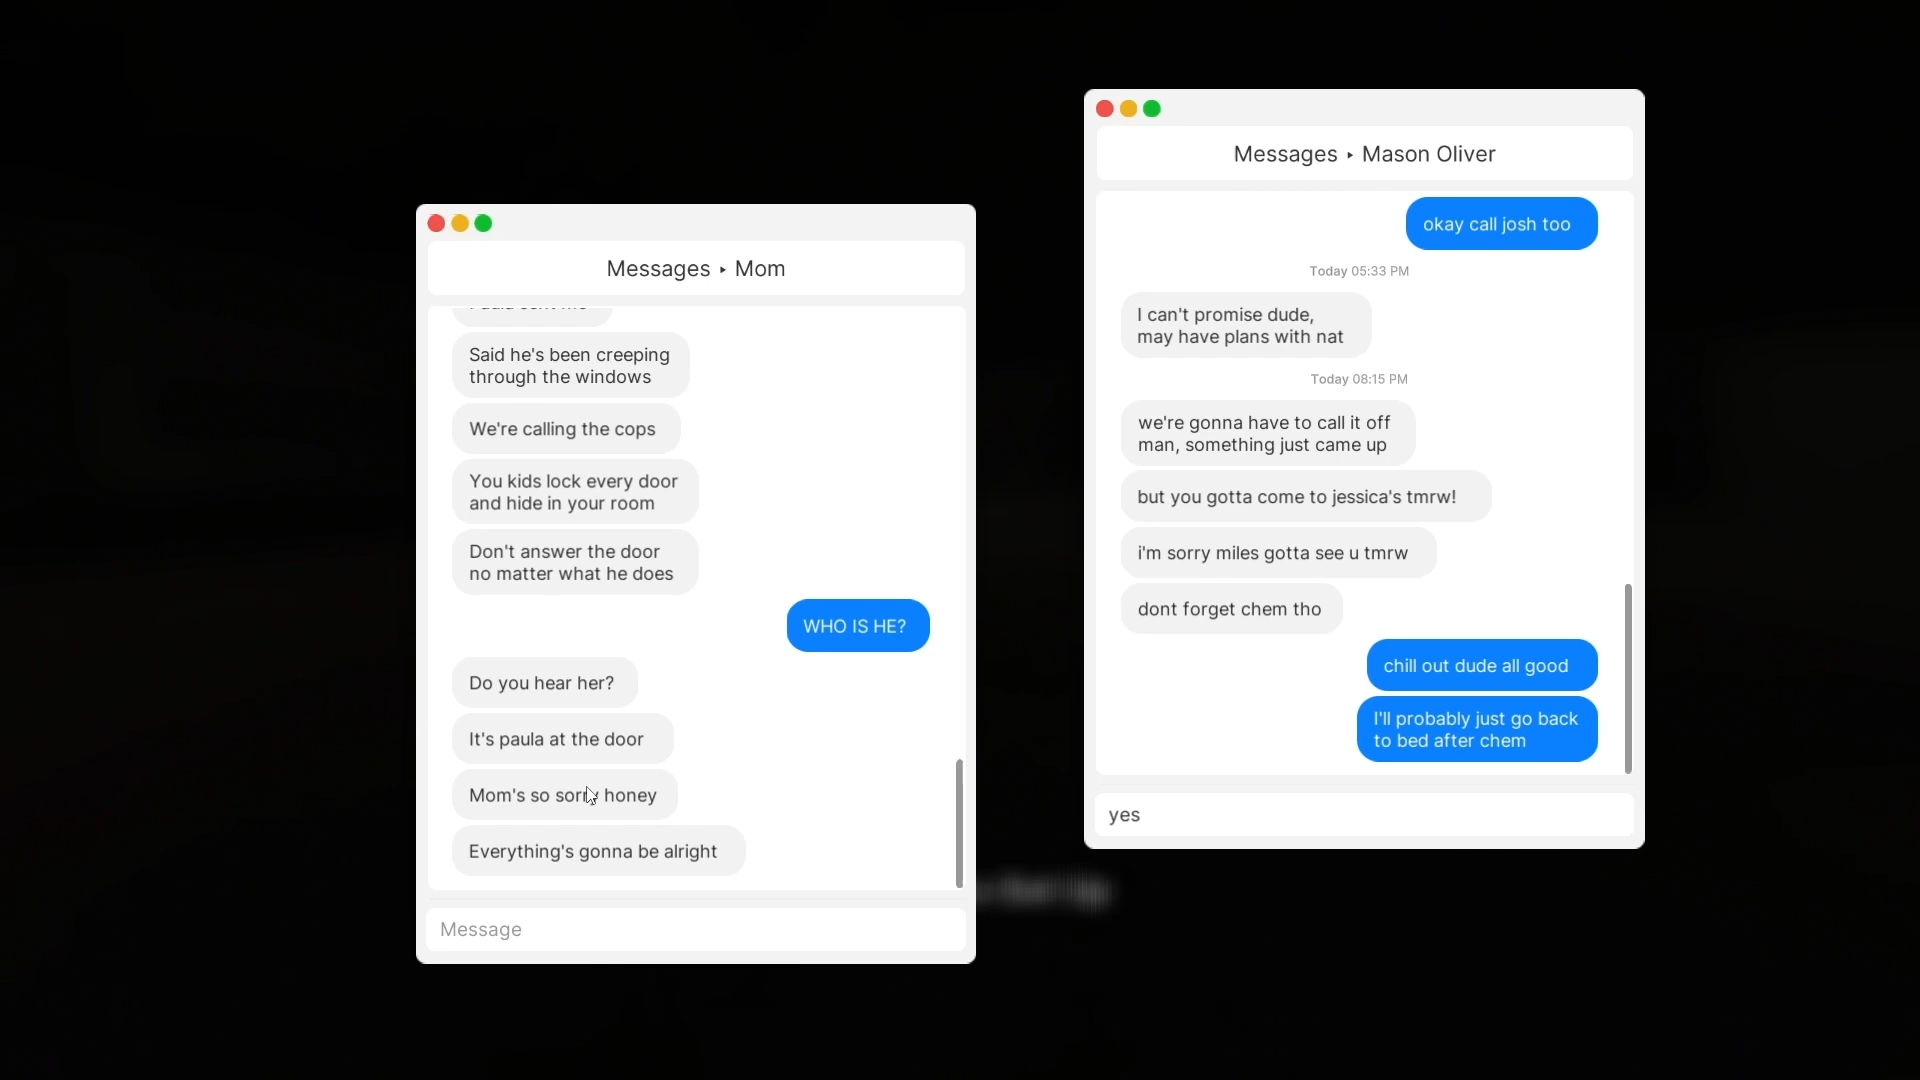 Messages ▸ Mom
Said he's been creeping
through the windows
We're calling the cops
You kids lock every door
and hide in your room
Don't answer the door
no matter what he does
WHO IS HE?
Do you hear her?
It's paula at the door
Mom's so sorry honey
Everything's gonna be alright
Message
Messages ▸ Mason Oliver
okay call josh too
Today 05:33 PM
I can't promise dude,
may have plans with nat
Today 08:15 PM
we're gonna have to call it off
man, something just came up
but you gotta come to jessica's tmrw!
i'm sorry miles gotta see u tmrw
dont forget chem tho
chill out dude all good
I'll probably just go back
to bed after chem
yes